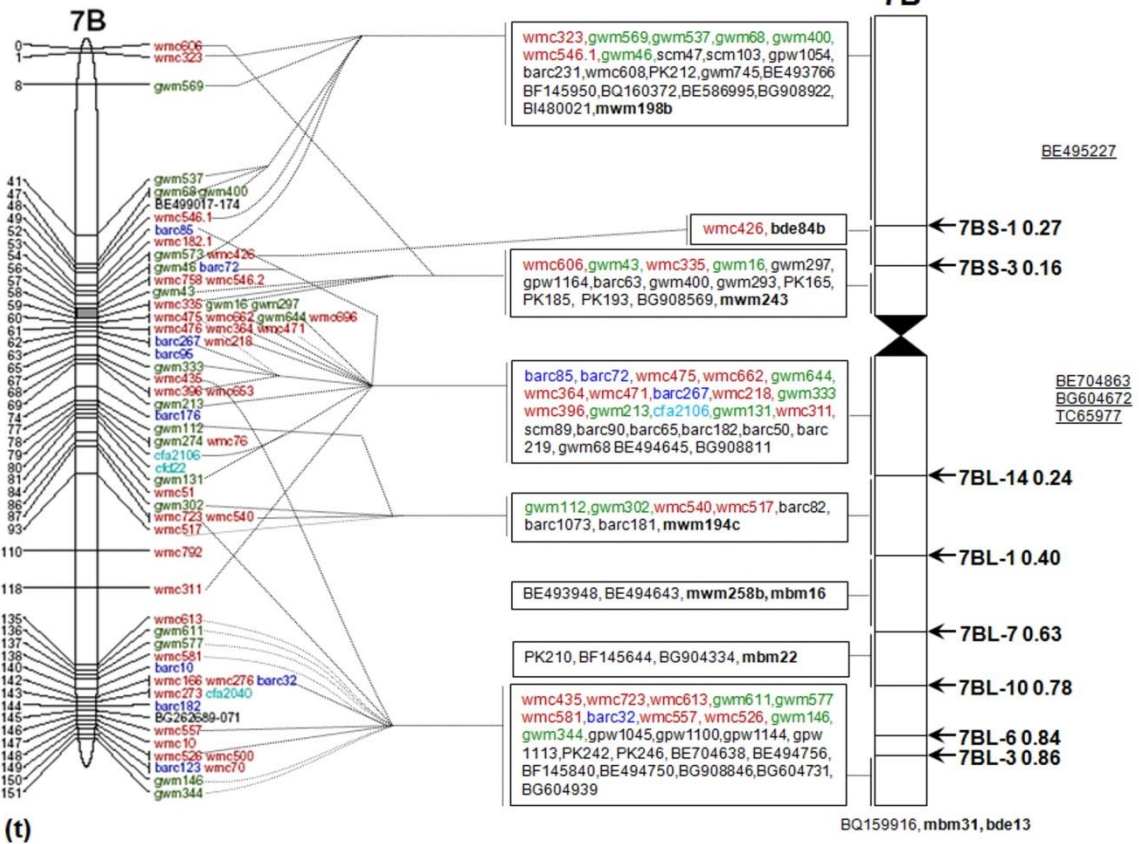 7B
7B
0 wmc606
1 wmc323
8 gwm569
41
47
48
49
52
53
54
56
58
59
60
61
62
63
65
67
68
69
74
77
78
79
80
81
84
86
87
93
110
118
135
136
137
138
140
142
143
144
145
146
147
149
150
151
gwm537
gwm68 gwm400
BE499017-174
wmc546.1
barc85
wmc182.1
gwm573 wmc426
gwm46 barc72
wmc758 wmc546.2
gwm43
wmc335 gwm16 gwm297
wmc475 wmc662 gwm644 wmc696
wmc476 wmc364 wmc471
barc267 wmc218
barc95
gwm333
wmc435
wmc396 wmc653
gwm213
barc176
gwm112
gwm274 wmc76
cfa2106
cfd22
gwm131
wmc51
gwm302
wmc723 wmc540
wmc517
wmc792
wmc311
wmc613
gwm611
gwm577
wmc581
barc10
wmc166 wmc276 barc32
wmc273 cfa2040
barc182
BG262689-071
wmc557
wmc10
wmc526 wmc500
barc123 wmc70
gwm146
gwm344
wmc323,gwm569,gwm537,gwm68, gwm400,
wmc546.1,gwm46,scm47,scm103, gpw1054,
barc231,wmc608,PK212,gwm745,BE493766
BF145950,BQ160372,BE586995,BG908922,
BI480021,mwm198b
wmc426, bde84b
wmc606,gwm43, wmc335, gwm16, gwm297,
gpw1164,barc63, gwm400, gwm293, PK165,
PK185, PK193, BG908569, mwm243
barc85, barc72, wmc475, wmc662, gwm644,
wmc364,wmc471,barc267,wmc218, gwm333
wmc396,gwm213,cfa2106,gwm131,wmc311,
scm89,barc90,barc65,barc182,barc50, barc
219, gwm68 BE494645, BG908811
gwm112,gwm302,wmc540,wmc517,barc82,
barc1073, barc181, mwm194c
BE493948, BE494643, mwm258b, mbm16
PK210, BF145644, BG904334, mbm22
wmc435,wmc723,wmc613,gwm611,gwm577
wmc581,barc32,wmc557, wmc526, gwm146,
gwm344,gpw1045,gpw1100,gpw1144, gpw
1113,PK242, PK246, BE704638, BE494756,
BF145840,BE494750,BG908846,BG604731,
BG604939
BE495227
7BS-1 0.27
7BS-3 0.16
BE704863
BG604672
TC65977
7BL-14 0.24
7BL-1 0.40
7BL-7 0.63
7BL-10 0.78
7BL-6 0.84
7BL-3 0.86
BQ159916, mbm31, bde13
(t)